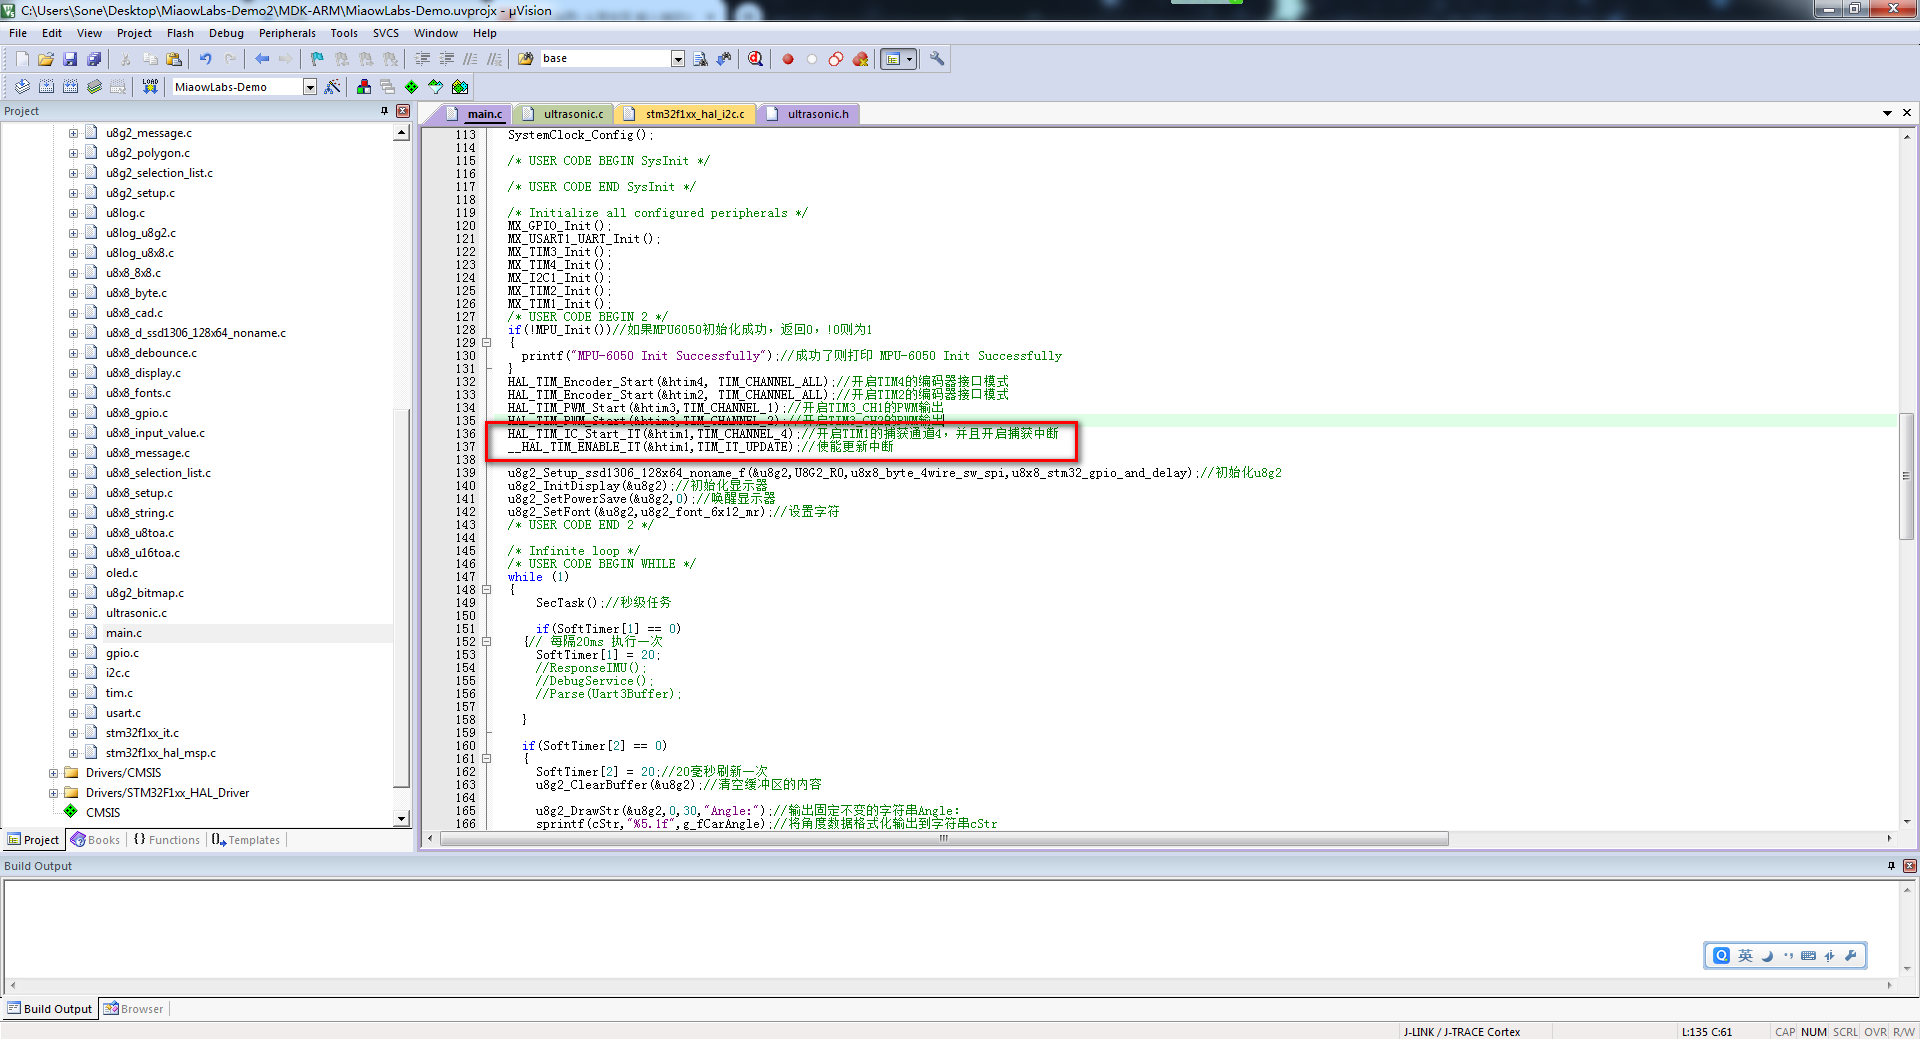 C:\Users\Sone\Desktop\MiaowLabs-Demo2\MDK-ARM\MiaowLabs-Demo.uvprojx - µVision
File Edit View Project Flash Debug Peripherals Tools SVCS Window Help
base
LOAD
MiaowLabs-Demo
Project
u8g2_message.c
u8g2_polygon.c
u8g2_selection_list.c
u8g2_setup.c
u8log.c
u8log_u8g2.c
u8log_u8x8.c
u8x8_8x8.c
u8x8_byte.c
u8x8_cad.c
u8x8_d_ssd1306_128x64_noname.c
u8x8_debounce.c
u8x8_display.c
u8x8_fonts.c
u8x8_gpio.c
u8x8_input_value.c
u8x8_message.c
u8x8_selection_list.c
u8x8_setup.c
u8x8_string.c
u8x8_u8toa.c
u8x8_u16toa.c
oled.c
u8g2_bitmap.c
ultrasonic.c
main.c
gpio.c
i2c.c
tim.c
usart.c
stm32f1xx_it.c
stm32f1xx_hal_msp.c
Drivers/CMSIS
Drivers/STM32F1xx_HAL_Driver
CMSIS
Project Books {} Functions Templates
main.c ultrasonic.c stm32f1xx_hal_i2c.c ultrasonic.h
113 SystemClock_Config();
114
115 /* USER CODE BEGIN SysInit */
116
117 /* USER CODE END SysInit */
118
119 /* Initialize all configured peripherals */
120 MX_GPIO_Init();
121 MX_USART1_UART_Init();
122 MX_TIM3_Init();
123 MX_TIM4_Init();
124 MX_I2C1_Init();
125 MX_TIM2_Init();
126 MX_TIM1_Init();
127 /* USER CODE BEGIN 2 */
128 if(!MPU_Init())//如果MPU6050初始化成功，返回0，!0则为1
129 {
130 printf("MPU-6050 Init Successfully");//成功了则打印 MPU-6050 Init Successfully
131 }
132 HAL_TIM_Encoder_Start(&htim4, TIM_CHANNEL_ALL);//开启TIM4的编码器接口模式
133 HAL_TIM_Encoder_Start(&htim2, TIM_CHANNEL_ALL);//开启TIM2的编码器接口模式
134 HAL_TIM_PWM_Start(&htim3,TIM_CHANNEL_1);//开启TIM3_CH1的PWM输出
135 HAL_TIM_PWM_Start(&htim3,TIM_CHANNEL_2);//开启TIM3_CH2的PWM输出
136 HAL_TIM_IC_Start_IT(&htim1,TIM_CHANNEL_4);//开启TIM1的捕获通道4，并且开启捕获中断
137 __HAL_TIM_ENABLE_IT(&htim1,TIM_IT_UPDATE);//使能更新中断
138
139 u8g2_Setup_ssd1306_128x64_noname_f(&u8g2,U8G2_R0,u8x8_byte_4wire_sw_spi,u8x8_stm32_gpio_and_delay);//初始化u8g2
140 u8g2_InitDisplay(&u8g2);//初始化显示器
141 u8g2_SetPowerSave(&u8g2,0);//唤醒显示器
142 u8g2_SetFont(&u8g2,u8g2_font_6x12_mr);//设置字符
143 /* USER CODE END 2 */
144
145 /* Infinite loop */
146 /* USER CODE BEGIN WHILE */
147 while (1)
148 {
149 SecTask();//秒级任务
150
151 if(SoftTimer[1] == 0)
152 {// 每隔20ms 执行一次
153 SoftTimer[1] = 20;
154 //ResponseIMU();
155 //DebugService();
156 //Parse(Uart3Buffer);
157
158 }
159
160 if(SoftTimer[2] == 0)
161 {
162 SoftTimer[2] = 20;//20毫秒刷新一次
163 u8g2_ClearBuffer(&u8g2);//清空缓冲区的内容
164
165 u8g2_DrawStr(&u8g2,0,30,"Angle:");//输出固定不变的字符串Angle:
166 sprintf(cStr,"%5.1f",g_fCarAngle);//将角度数据格式化输出到字符串cStr
Build Output
英
Build Output Browser
J-LINK / J-TRACE Cortex L:135 C:61 CAP NUM SCRL OVR R/W